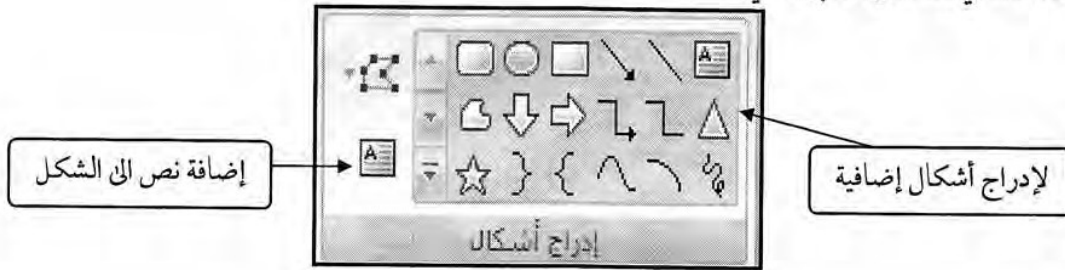 لإدراج أشكال إضافية
إضافة نص الى الشكل
إدراج أشكال